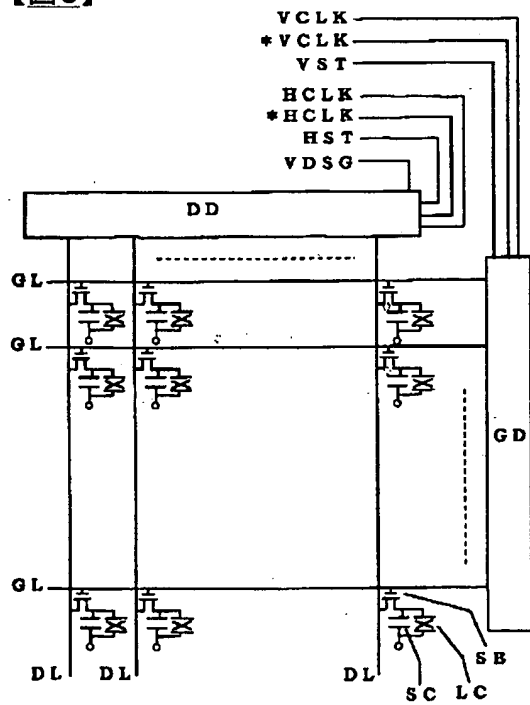 VCLK
*VCLK
VST
HCLK
*HCLK
HST
VDSG
DD
GL
GL
GD
GL
SB
DL DL DL
SC LC